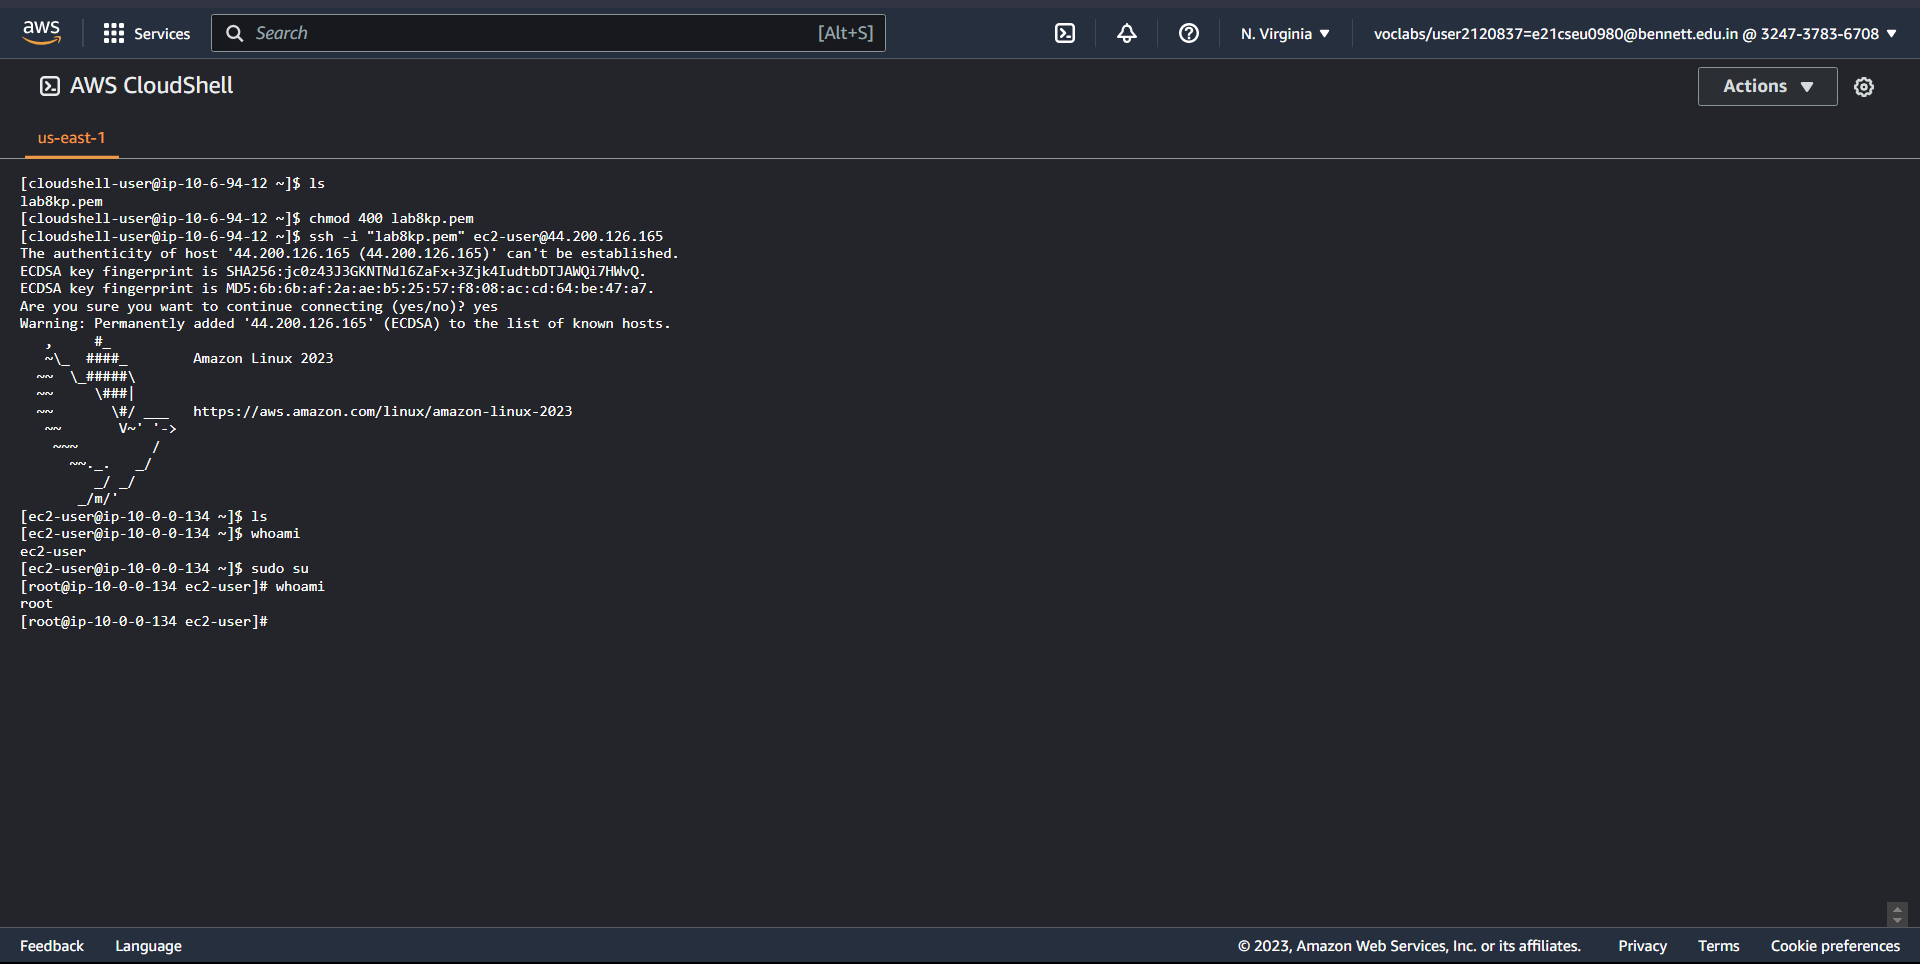 aws
Services
Search
[Alt+S]
N. Virginia ▼
voclabs/user2120837=e21cseu0980@bennett.edu.in @ 3247-3783-6708 ▼
AWS CloudShell
Actions ▼
us-east-1
[cloudshell-user@ip-10-6-94-12 ~]$ ls
lab8kp.pem
[cloudshell-user@ip-10-6-94-12 ~]$ chmod 400 lab8kp.pem
[cloudshell-user@ip-10-6-94-12 ~]$ ssh -i "lab8kp.pem" ec2-user@44.200.126.165
The authenticity of host '44.200.126.165 (44.200.126.165)' can't be established.
ECDSA key fingerprint is SHA256:jc0z43J3GKNTNdl6ZaFx+3Zjk4IudtbDTJAWQi7HWvQ.
ECDSA key fingerprint is MD5:6b:6b:af:2a:ae:b5:25:57:f8:08:ac:cd:64:be:47:a7.
Are you sure you want to continue connecting (yes/no)? yes
Warning: Permanently added '44.200.126.165' (ECDSA) to the list of known hosts.
   ,     #_
   ~\_  ####_        Amazon Linux 2023
  ~~  \_#####\
  ~~     \###|
  ~~       \#/ ___   https://aws.amazon.com/linux/amazon-linux-2023
   ~~       V~' '->
    ~~~         /
      ~~._.   _/
         _/ _/
       _/m/'
[ec2-user@ip-10-0-0-134 ~]$ ls
[ec2-user@ip-10-0-0-134 ~]$ whoami
ec2-user
[ec2-user@ip-10-0-0-134 ~]$ sudo su
[root@ip-10-0-0-134 ec2-user]# whoami
root
[root@ip-10-0-0-134 ec2-user]#
Feedback
Language
© 2023, Amazon Web Services, Inc. or its affiliates.
Privacy
Terms
Cookie preferences